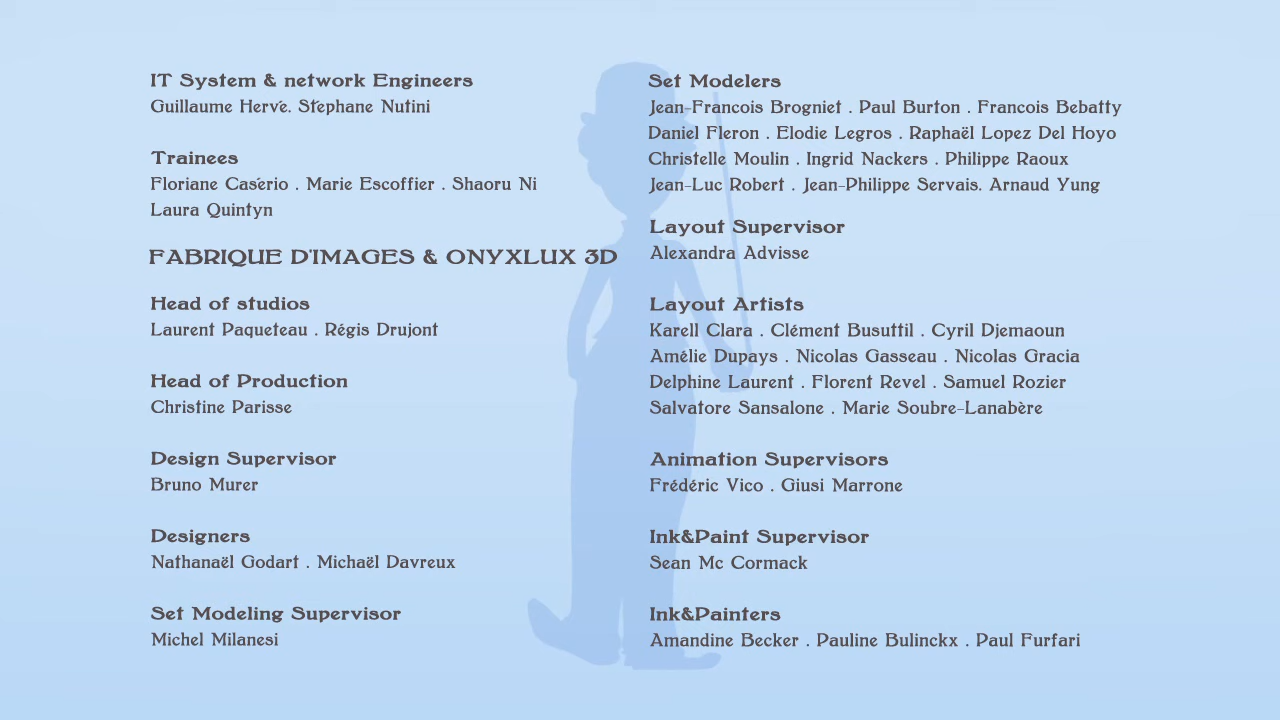 IT System & network Engineers
Guillaume Hervé. Stéphane Nutini
Trainees
Floriane Casério . Marie Escoffier . Shaoru Ni
Laura Quintyn
FABRIQUE D'IMAGES & ONYXLUX 3D
Head of studios
Laurent Paqueteau . Régis Drujont
Head of Production
Christine Parisse
Design Supervisor
Bruno Murer
Designers
Nathanaël Godart . Michaël Davreux
Set Modeling Supervisor
Michel Milanesi
Set Modelers
Jean-Francois Brogniet . Paul Burton . Francois Bebatty
Daniel Fleron . Elodie Legros . Raphaël Lopez Del Hoyo
Christelle Moulin . Ingrid Nackers . Philippe Raoux
Jean-Luc Robert . Jean-Philippe Servais. Arnaud Yung
Layout Supervisor
Alexandra Advisse
Layout Artists
Karell Clara . Clément Busuttil . Cyril Djemaoun
Amélie Dupays . Nicolas Gasseau . Nicolas Gracia
Delphine Laurent . Florent Revel . Samuel Rozier
Salvatore Sansalone . Marie Soubre-Lanabère
Animation Supervisors
Frédéric Vico . Giusi Marrone
Ink&Paint Supervisor
Sean Mc Cormack
Ink&Painters
Amandine Becker . Pauline Bulinckx . Paul Furfari